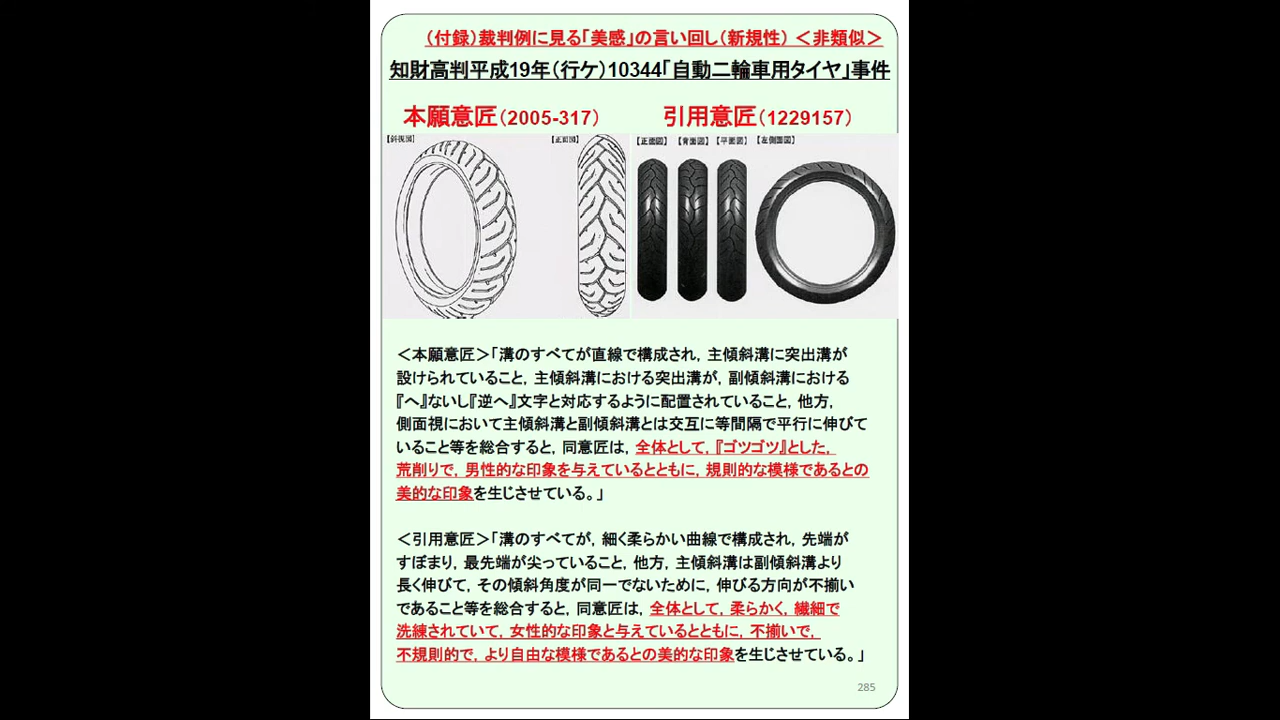 （付録）裁判例に見る「美感」の言い回し（新規性） ＜非類似＞
知財高判平成19年（行ケ）10344「自動二輪車用タイヤ」事件
本願意匠（2005-317）
引用意匠（1229157）
【斜視図】
【正面図】
【正面図】 【背面図】 【平面図】 【左側面図】
＜本願意匠＞「溝のすべてが直線で構成され，主傾斜溝に突出溝が
設けられていること，主傾斜溝における突出溝が，副傾斜溝における
『へ』ないし『逆へ』文字と対応するように配置されていること，他方，
側面視において主傾斜溝と副傾斜溝とは交互に等間隔で平行に伸びて
いること等を総合すると，同意匠は，全体として，『ゴツゴツ』とした，
荒削りで，男性的な印象を与えているとともに，規則的な模様であるとの
美的な印象を生じさせている。」
＜引用意匠＞「溝のすべてが，細く柔らかい曲線で構成され，先端が
すぼまり，最先端が尖っていること，他方，主傾斜溝は副傾斜溝より
長く伸びて，その傾斜角度が同一でないために，伸びる方向が不揃い
であること等を総合すると，同意匠は，全体として，柔らかく，繊細で
洗練されていて，女性的な印象と与えているとともに，不揃いで，
不規則的で，より自由な模様であるとの美的な印象を生じさせている。」
285